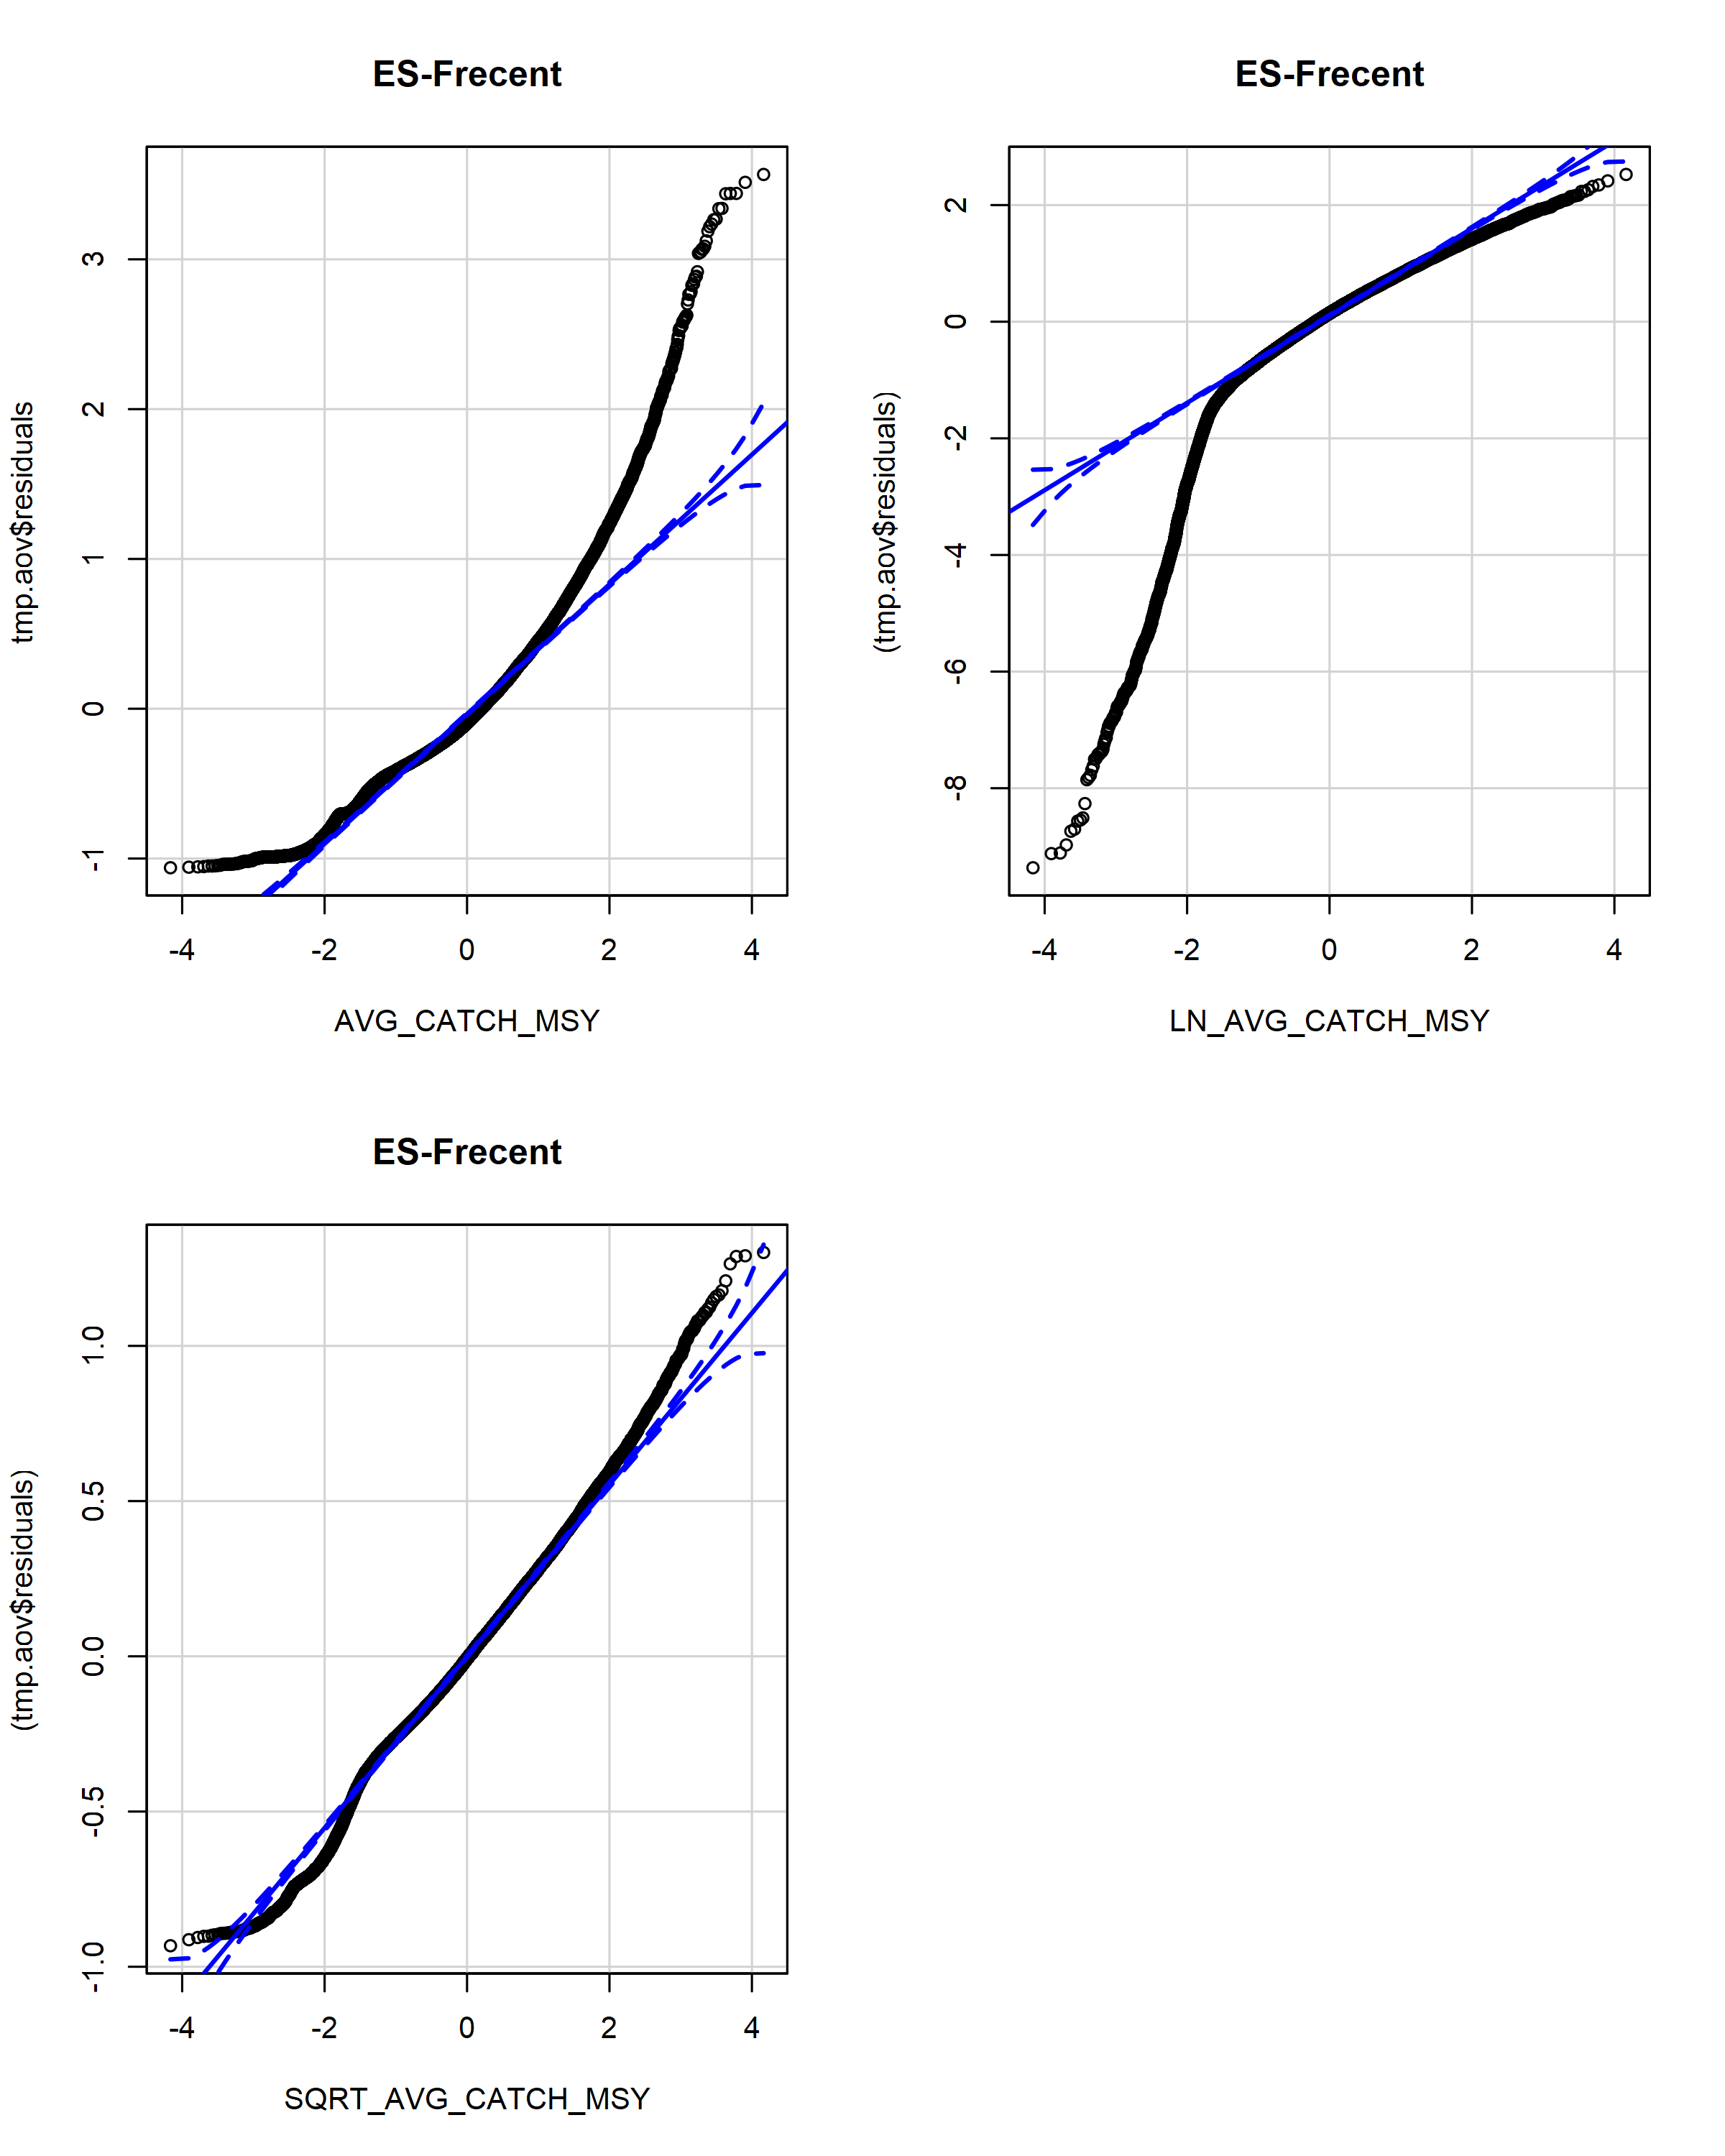 ES-Frecent
tmp.aov$residuals
3
2
1
0
-1
-4 -2 0 2 4
AVG_CATCH_MSY
ES-Frecent
(tmp.aov$residuals)
2
0
-2
-4
-6
-8
-4 -2 0 2 4
LN_AVG_CATCH_MSY
ES-Frecent
(tmp.aov$residuals)
1.0
0.5
0.0
-0.5
-1.0
-4 -2 0 2 4
SQRT_AVG_CATCH_MSY